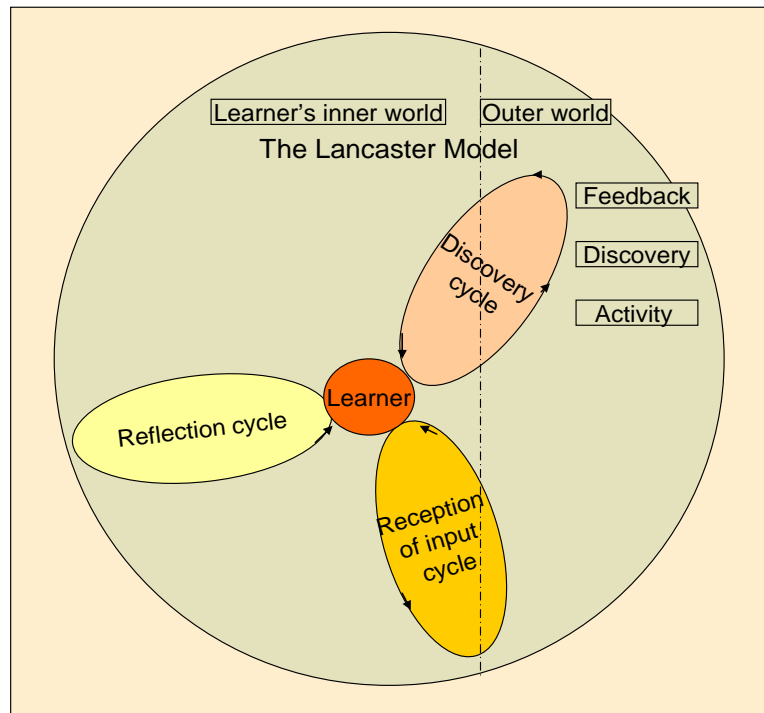 Learner's inner world
Outer world
The Lancaster Model
Feedback
Discovery
cycle
Discovery
Activity
Learner
Reflection cycle
Reception
of input
cycle